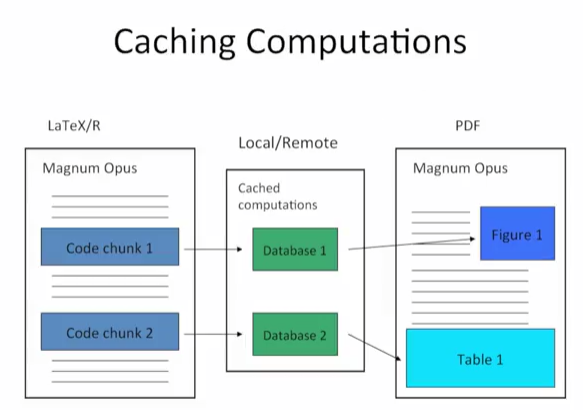 Caching Computations
LaTeX/R
Magnum Opus
Code chunk 1
Code chunk 2
Local/Remote
Cached
computations
Database 1
Database 2
PDF
Magnum Opus
Figure 1
Table 1